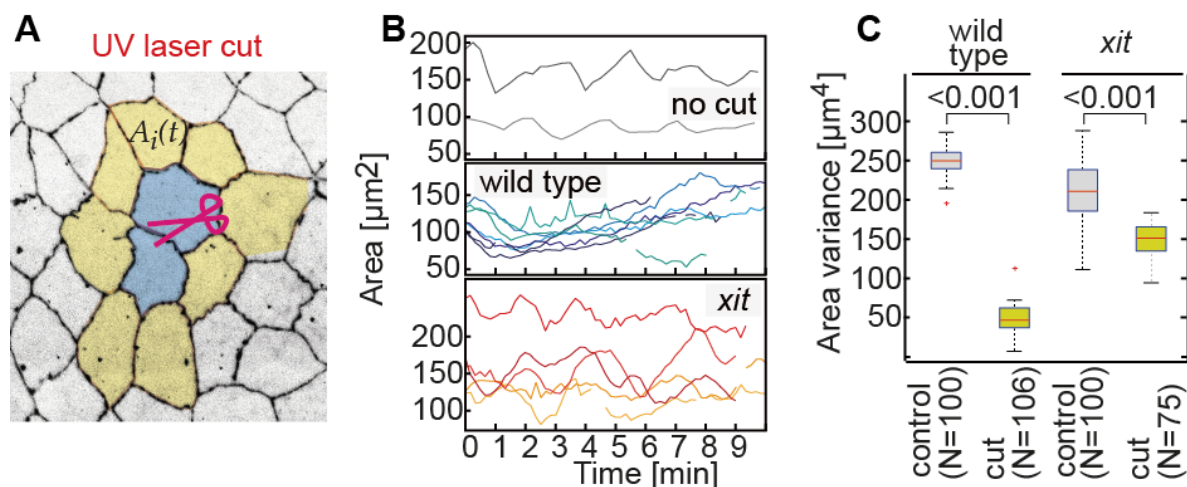 A
UV laser cut
Ai(t)
B
Area [µm2]
200
150
100
50
no cut
150
100
50
wild type
200
150
100
xit
0 1 2 3 4 5 6 7 8 9
Time [min]
C
wild
type
xit
<0.001
<0.001
Area variance [µm⁴]
300
250
200
150
100
50
control
(N=100)
cut
(N=106)
control
(N=100)
cut
(N=75)